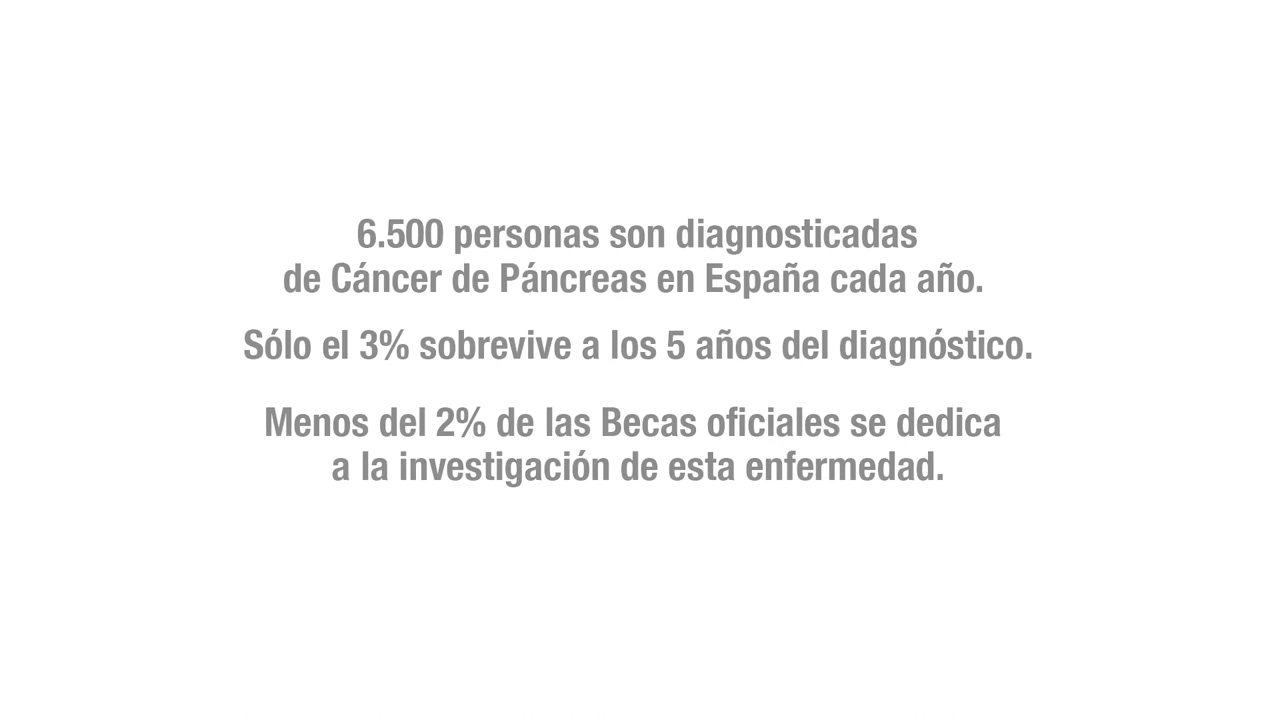 6.500 personas son diagnosticadas
de Cáncer de Páncreas en España cada año.
Sólo el 3% sobrevive a los 5 años del diagnóstico.
Menos del 2% de las Becas oficiales se dedica
a la investigación de esta enfermedad.